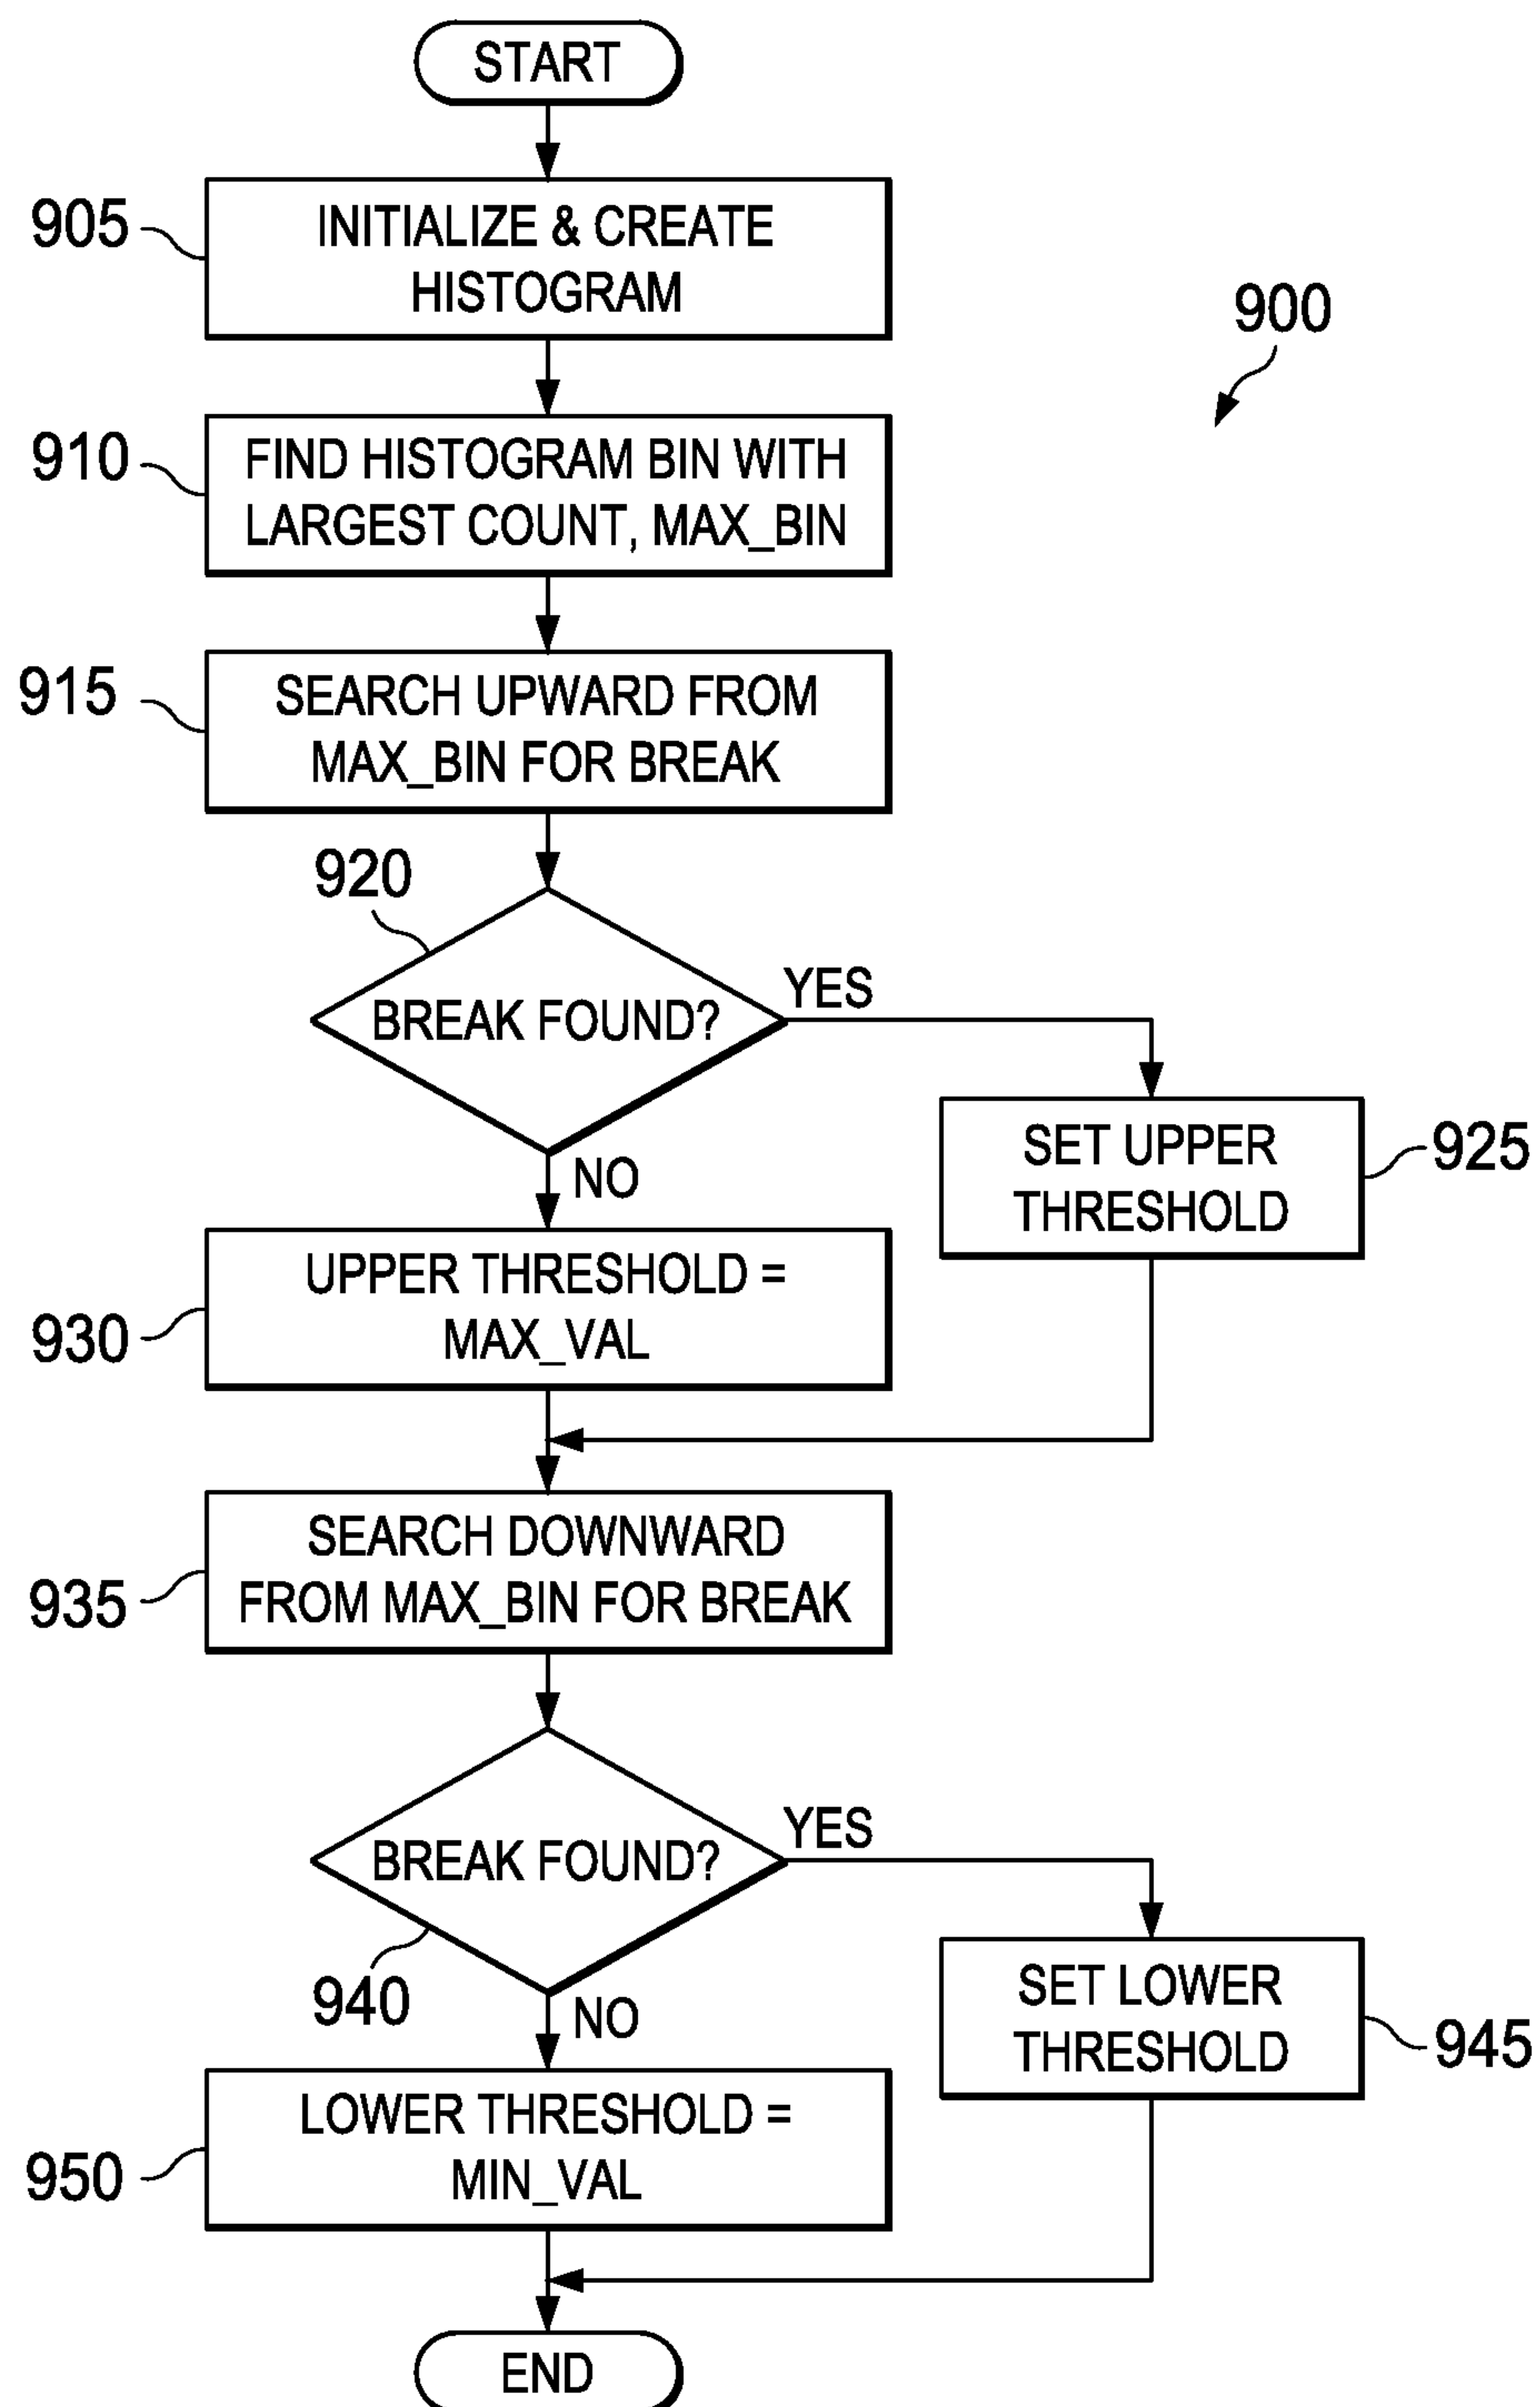 START
905
INITIALIZE & CREATE
HISTOGRAM
900
910
FIND HISTOGRAM BIN WITH
LARGEST COUNT, MAX_BIN
915
SEARCH UPWARD FROM
MAX_BIN FOR BREAK
920
BREAK FOUND?
YES
NO
SET UPPER
THRESHOLD
925
UPPER THRESHOLD =
MAX_VAL
930
SEARCH DOWNWARD
FROM MAX_BIN FOR BREAK
935
BREAK FOUND?
YES
940
NO
SET LOWER
THRESHOLD
945
LOWER THRESHOLD =
MIN_VAL
950
END